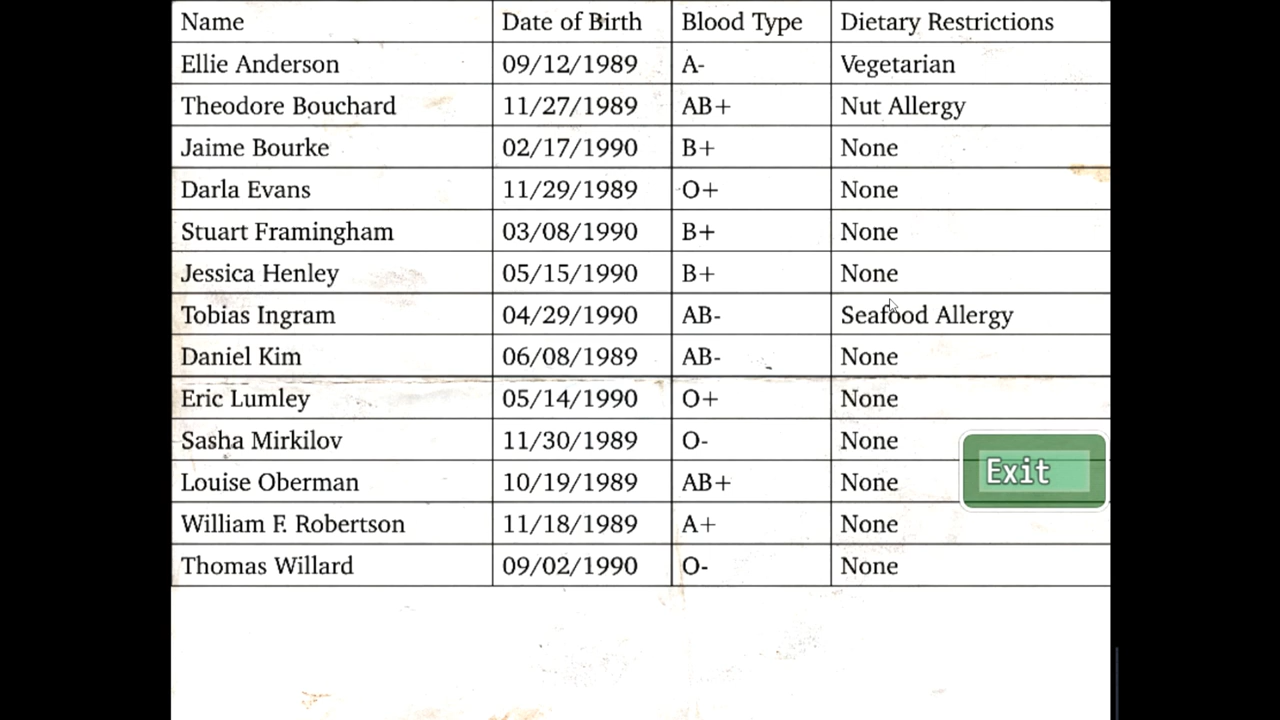 Name Date of Birth Blood Type Dietary Restrictions
Ellie Anderson 09/12/1989 A- Vegetarian
Theodore Bouchard 11/27/1989 AB+ Nut Allergy
Jaime Bourke 02/17/1990 B+ None
Darla Evans 11/29/1989 O+ None
Stuart Framingham 03/08/1990 B+ None
Jessica Henley 05/15/1990 B+ None
Tobias Ingram 04/29/1990 AB- Seafood Allergy
Daniel Kim 06/08/1989 AB- None
Eric Lumley 05/14/1990 O+ None
Sasha Mirkilov 11/30/1989 O- None
Louise Oberman 10/19/1989 AB+ None
Exit
William F. Robertson 11/18/1989 A+ None
Thomas Willard 09/02/1990 O- None